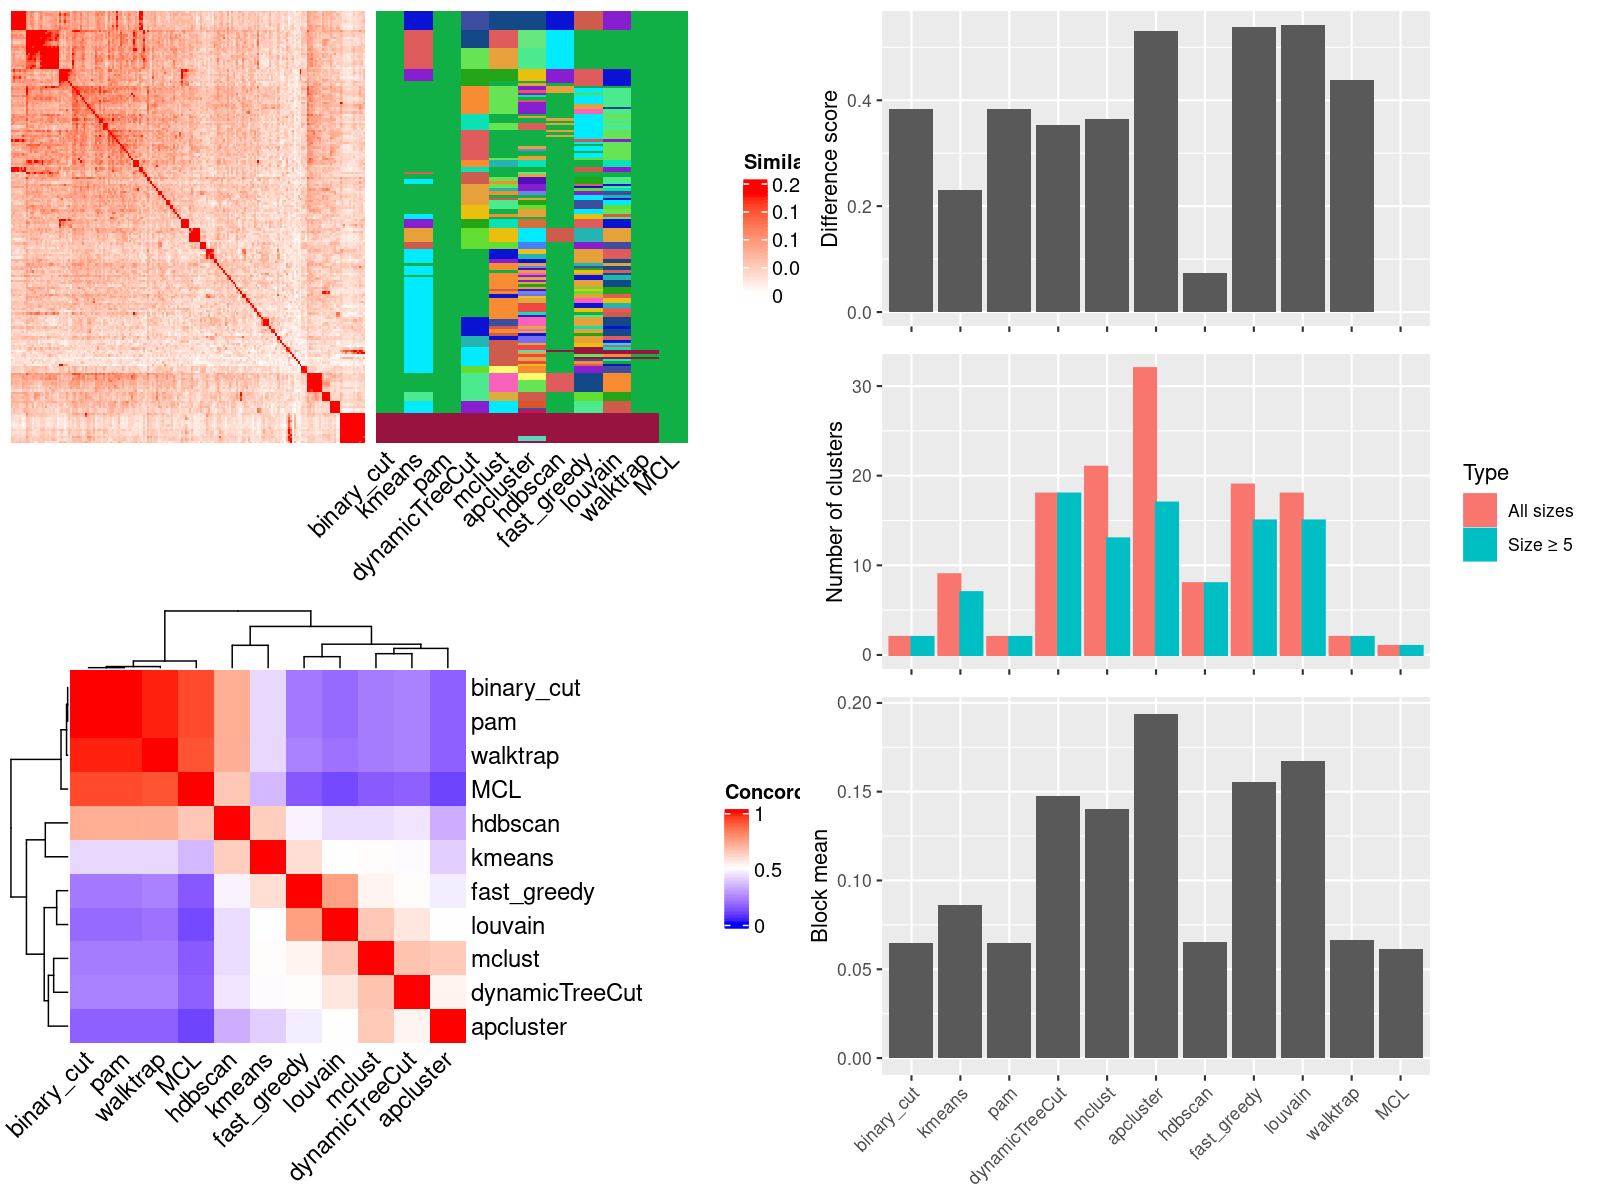 Simila
0.2
0.1
0.1
0.0
0
binary_cut
kmeans
pam
dynamicTreeCut
mclust
apcluster
hdbscan
fast_greedy
louvain
walktrap
MCL
binary_cut
pam
walktrap
MCL
hdbscan
kmeans
fast_greedy
louvain
mclust
dynamicTreeCut
apcluster
binary_cut
pam
walktrap
MCL
hdbscan
kmeans
fast_greedy
louvain
mclust
dynamicTreeCut
apcluster
Concord
1
0.5
0
Difference score
0.4
0.2
0.0
Number of clusters
30
20
10
0
Type
All sizes
Size ≥ 5
Block mean
0.20
0.15
0.10
0.05
0.00
binary_cut
kmeans
pam
dynamicTreeCut
mclust
apcluster
hdbscan
fast_greedy
louvain
walktrap
MCL